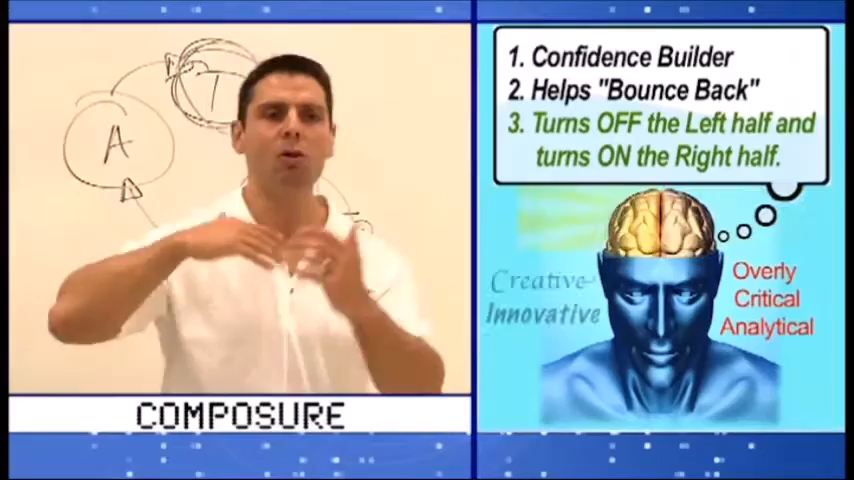 A
T
COMPOSURE
1. Confidence Builder
2. Helps "Bounce Back"
3. Turns OFF the Left half and
turns ON the Right half.
Creative
Innovative
Overly
Critical
Analytical